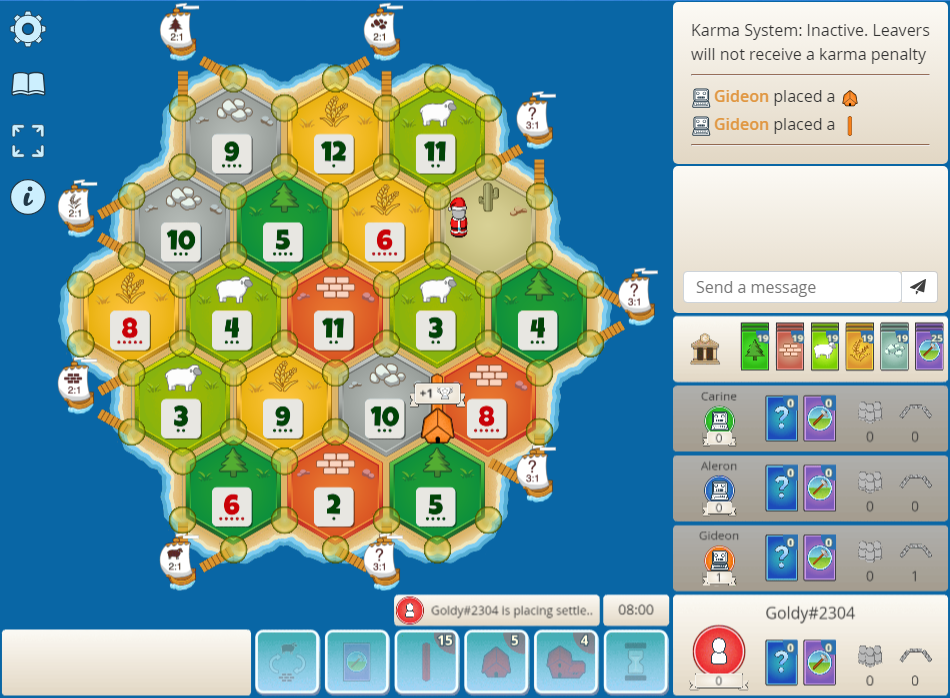 Karma System: Inactive. Leavers
will not receive a karma penalty
Gideon placed a
Gideon placed a
Send a message
19 19 19 19 19 25
Carine
0 0 0 0 0
Aleron
0 0 0 0 0
Gideon
1 0 0 0 1
Goldy#2304
0 0 0 0 0
2:1
2:1
? 3:1
9 12 11
2:1
10 5 6
? 3:1
8 4 11 3 4
2:1
+1
3 9 10 8
? 3:1
6 2 5
2:1
? 3:1
Goldy#2304 is placing settle..
08:00
15 5 4
i
? ? ? ?